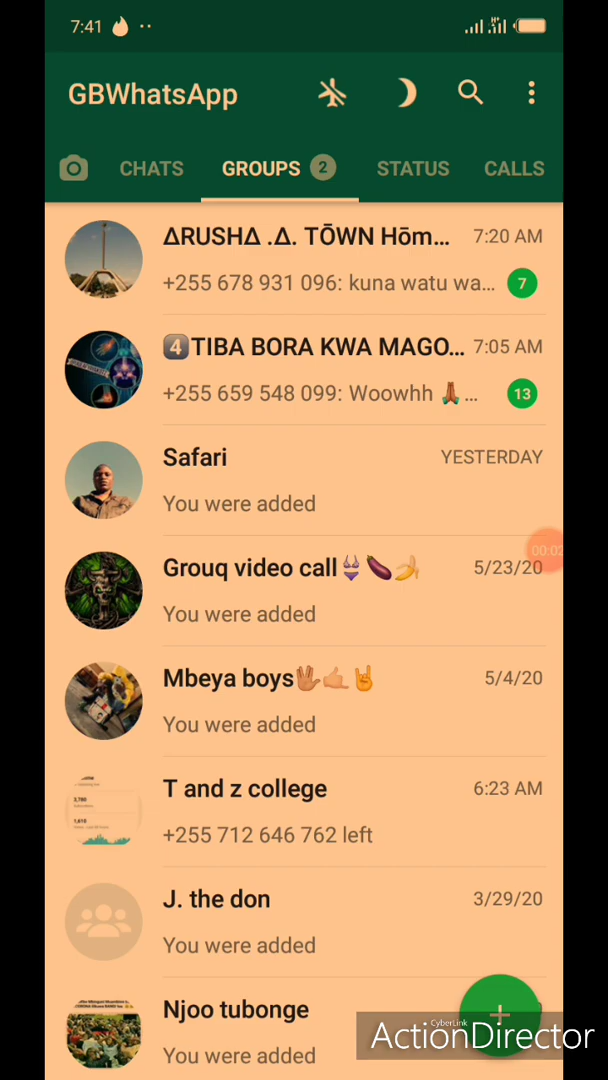 7:41
GBWhatsApp
CHATS GROUPS 2 STATUS CALLS
ΔRUSHΔ .Δ. TŌWN Hōm... 7:20 AM
+255 678 931 096: kuna watu wa... 7
4 TIBA BORA KWA MAGO... 7:05 AM
+255 659 548 099: Woowhh 🙏🏾 ... 13
Safari YESTERDAY
You were added
Grouq video call👙🍆🍌 5/23/20
00:02
You were added
Mbeya boys🖖🏼🤙🏼🤘 5/4/20
You were added
T and z college 6:23 AM
+255 712 646 762 left
J. the don 3/29/20
You were added
Njoo tubonge
You were added
CyberLink
ActionDirector